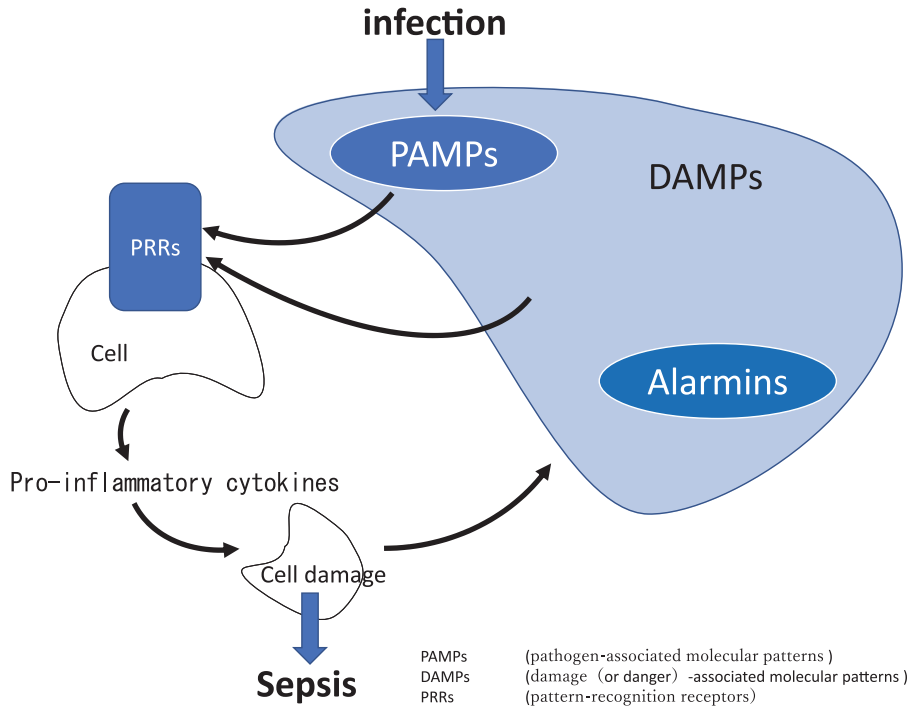 infection
PAMPs
DAMPs
PRRs
Cell
Alarmins
Pro-inflammatory cytokines
Cell damage
Sepsis
PAMPs (pathogen-associated molecular patterns )
DAMPs (damage（or danger）-associated molecular patterns )
PRRs (pattern-recognition receptors）